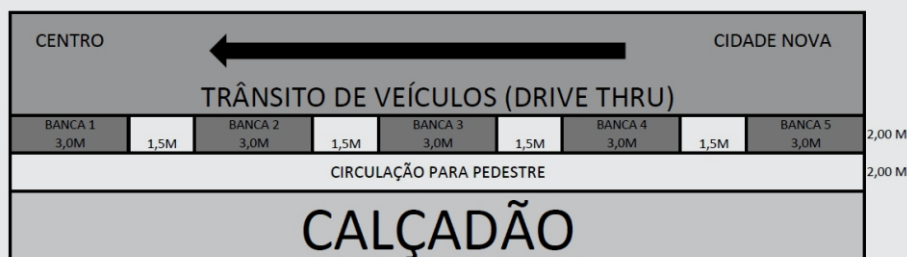 CENTRO
CIDADE NOVA
TRÂNSITO DE VEÍCULOS (DRIVE THRU)
BANCA 1
3,0M
1,5M
BANCA 2
3,0M
1,5M
BANCA 3
3,0M
1,5M
BANCA 4
3,0M
1,5M
BANCA 5
3,0M
2,00 M
CIRCULAÇÃO PARA PEDESTRE
2,00 M
CALÇADÃO